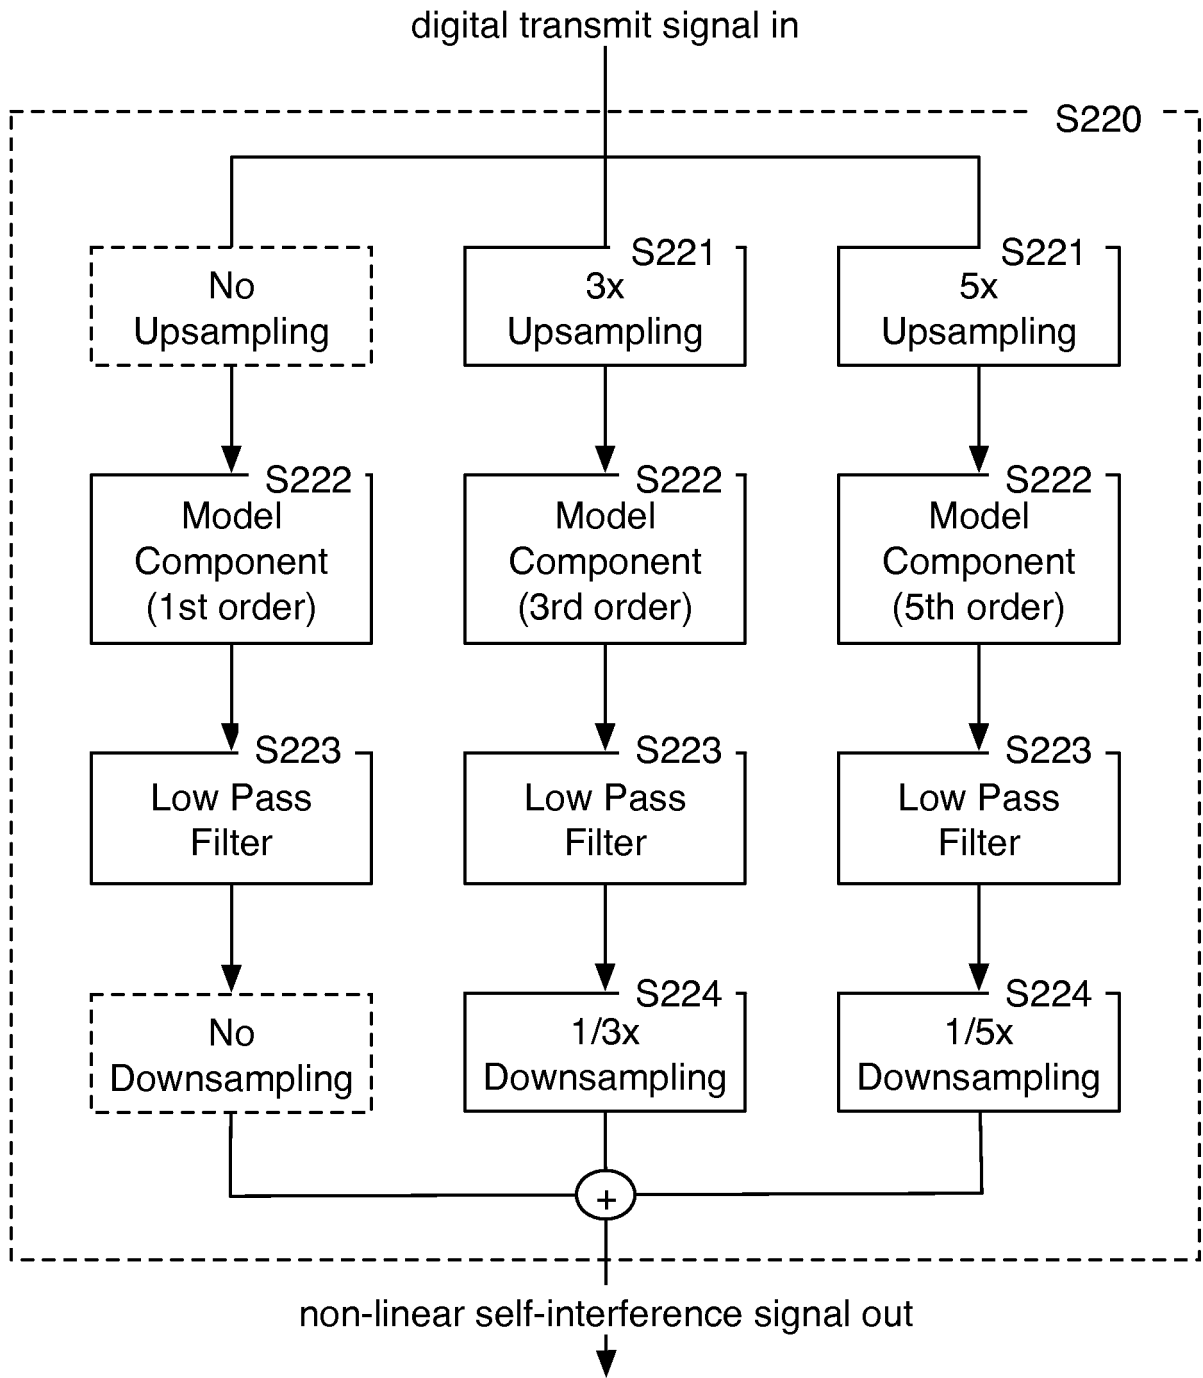 digital transmit signal in
S220
No
Upsampling
S221
3x
Upsampling
S221
5x
Upsampling
S222
Model
Component
(1st order)
S222
Model
Component
(3rd order)
S222
Model
Component
(5th order)
S223
Low Pass
Filter
S223
Low Pass
Filter
S223
Low Pass
Filter
No
Downsampling
S224
1/3x
Downsampling
S224
1/5x
Downsampling
+
non-linear self-interference signal out